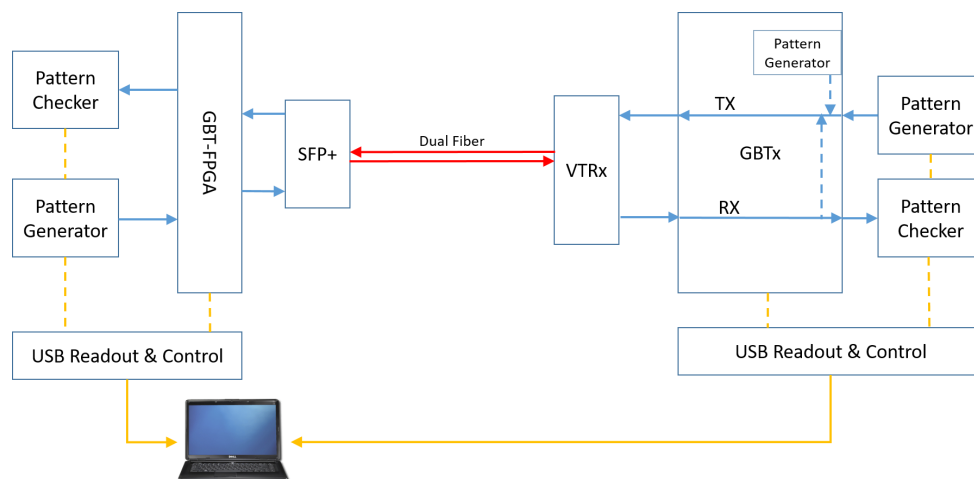 Pattern
Checker
Pattern
Generator
GBT-FPGA
SFP+
Dual Fiber
VTRx
Pattern
Generator
TX
GBTx
RX
Pattern
Generator
Pattern
Checker
USB Readout & Control
USB Readout & Control